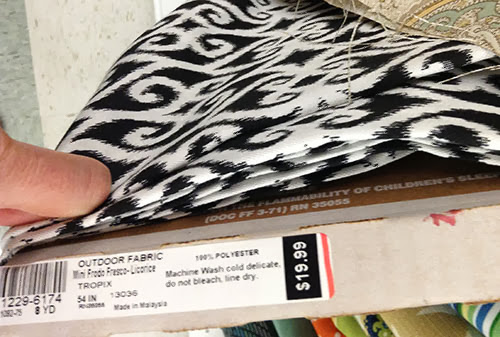 THE FLAMMABILITY OF CHILDREN'S
(DOC FF 3-71) RN 35055
OUTDOOR FABRIC
Mini Frodo Fresco- Licorice
TROPIX
54 IN 13036
Made in Malaysia
100% POLYESTER
Machine Wash cold delicate,
do not bleach, line dry.
$19.99
1229-6174
8 YD